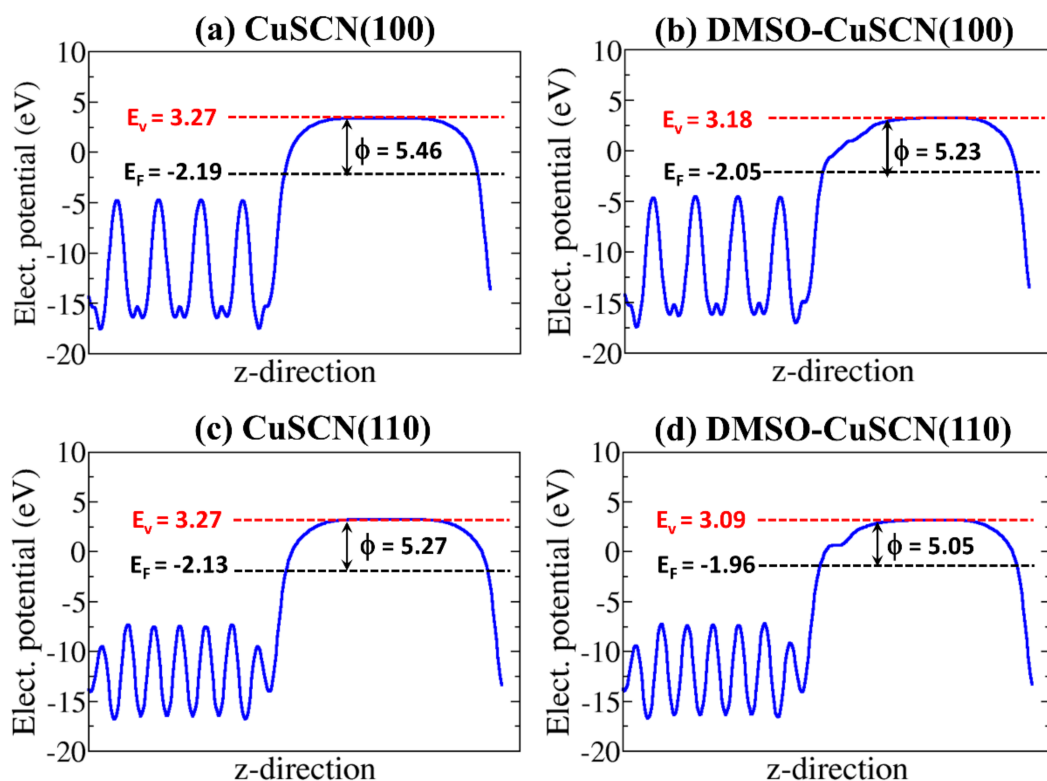 (a) CuSCN(100)
Elect. potential (eV)
10
5
0
-5
-10
-15
-20
E_v = 3.27
E_F = -2.19
ϕ = 5.46
z-direction
(b) DMSO-CuSCN(100)
Elect. potential (eV)
10
5
0
-5
-10
-15
-20
E_v = 3.18
E_F = -2.05
ϕ = 5.23
z-direction
(c) CuSCN(110)
Elect. potential (eV)
10
5
0
-5
-10
-15
-20
E_v = 3.27
E_F = -2.13
ϕ = 5.27
z-direction
(d) DMSO-CuSCN(110)
Elect. potential (eV)
10
5
0
-5
-10
-15
-20
E_v = 3.09
E_F = -1.96
ϕ = 5.05
z-direction